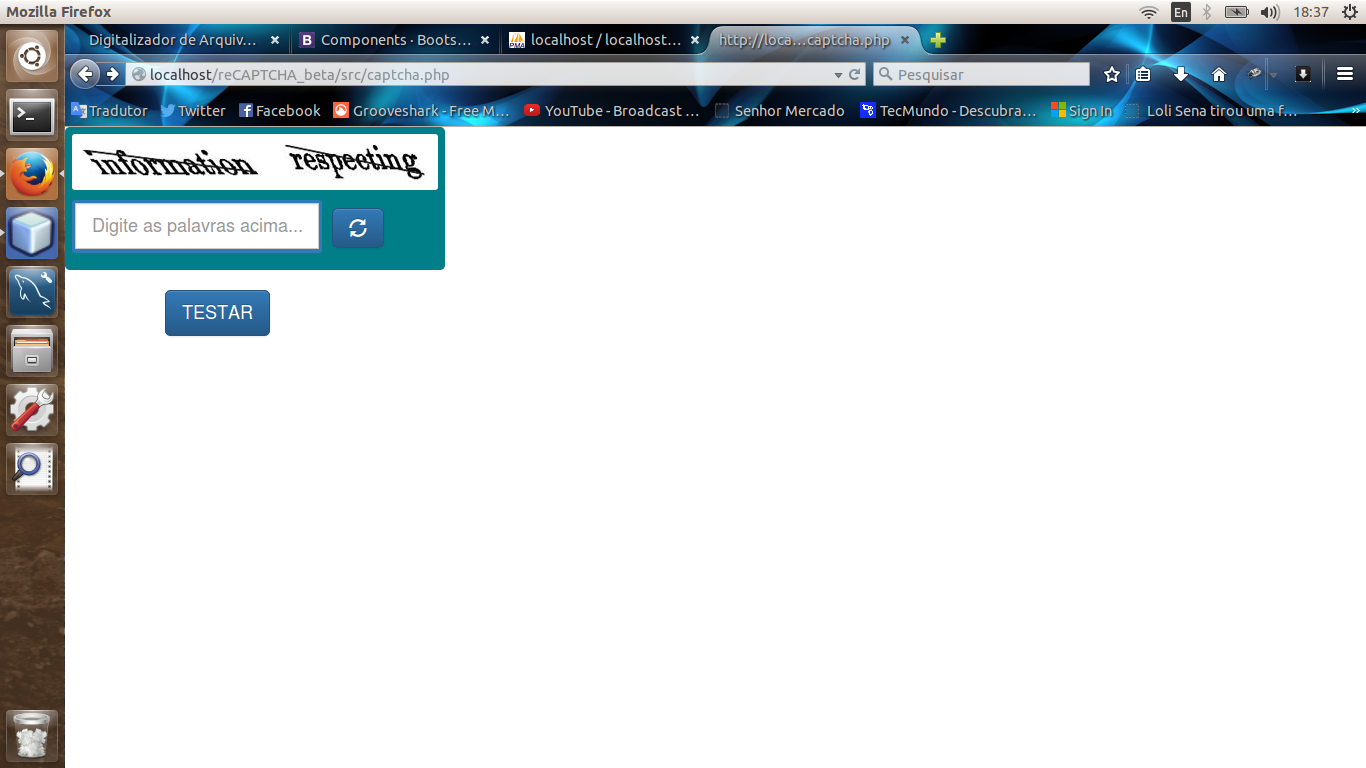 Mozilla Firefox En 18:37
Digitalizador de Arquiv... Components · Boots... localhost / localhost... http://loca...captcha.php
localhost/reCAPTCHA_beta/src/captcha.php Pesquisar
Tradutor Twitter Facebook Grooveshark - Free M... YouTube - Broadcast ... Senhor Mercado TecMundo - Descubra... Sign In Loli Sena tirou uma f... »
information respecting
Digite as palavras acima...
TESTAR